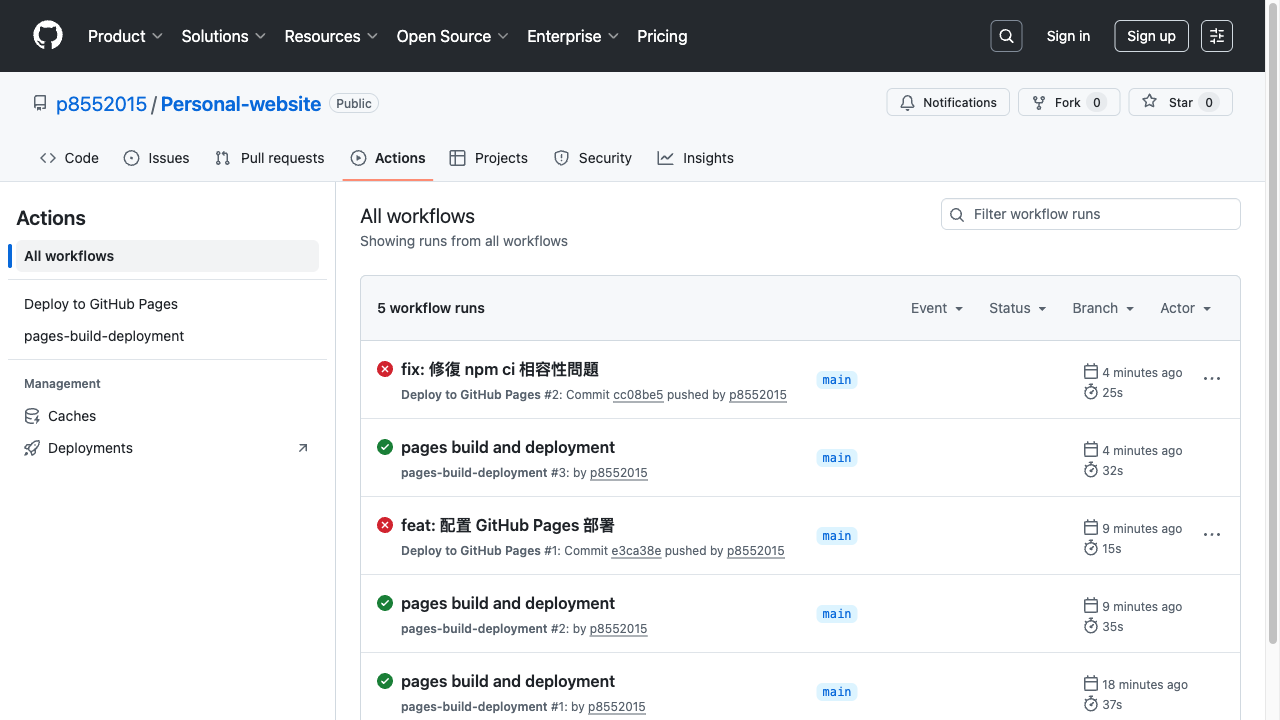 Product Solutions Resources Open Source Enterprise Pricing Sign in Sign up
p8552015 / Personal-website Public Notifications Fork 0 Star 0
Code Issues Pull requests Actions Projects Security Insights
Actions
All workflows
Deploy to GitHub Pages
pages-build-deployment
Management
Caches
Deployments
All workflows
Showing runs from all workflows
Filter workflow runs
5 workflow runs Event Status Branch Actor
fix: 修復 npm ci 相容性問題
Deploy to GitHub Pages #2: Commit cc08be5 pushed by p8552015
main
4 minutes ago
25s
pages build and deployment
pages-build-deployment #3: by p8552015
main
4 minutes ago
32s
feat: 配置 GitHub Pages 部署
Deploy to GitHub Pages #1: Commit e3ca38e pushed by p8552015
main
9 minutes ago
15s
pages build and deployment
pages-build-deployment #2: by p8552015
main
9 minutes ago
35s
pages build and deployment
pages-build-deployment #1: by p8552015
main
18 minutes ago
37s